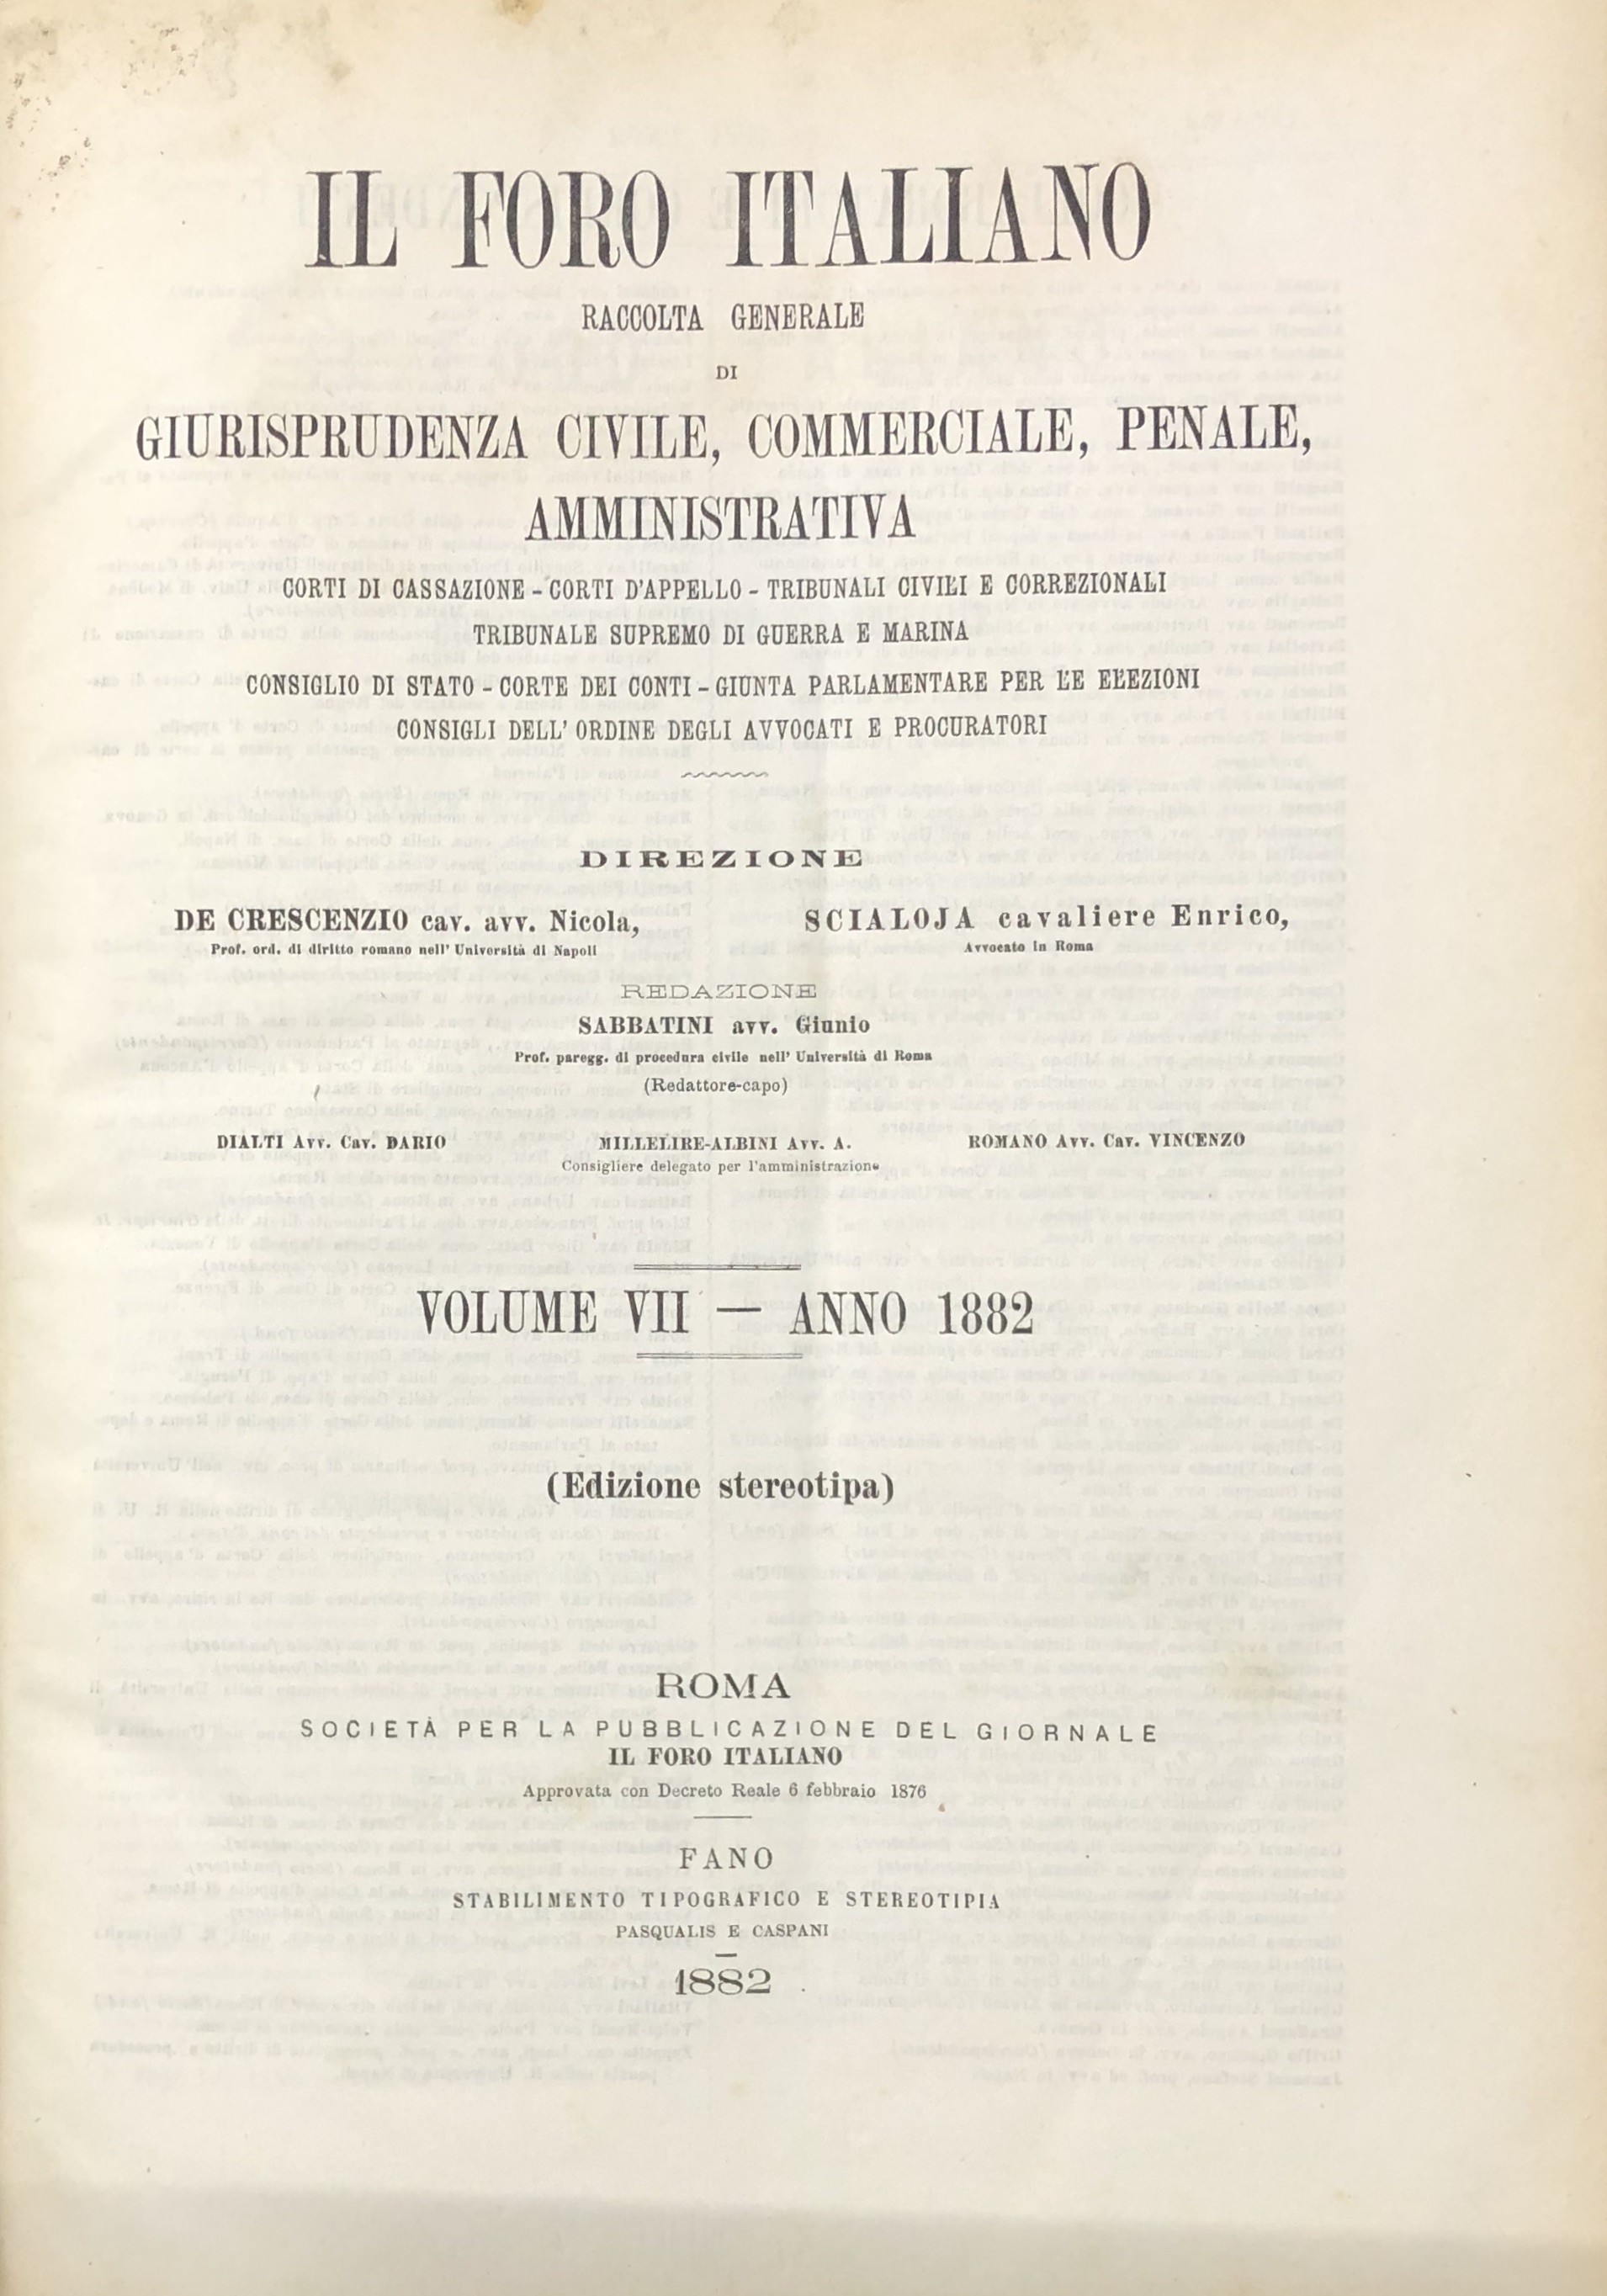 IL FORO ITALIANO
RACCOLTA GENERALE
DI
GIURISPRUDENZA CIVILE, COMMERCIALE, PENALE,
AMMINISTRATIVA
CORTI DI CASSAZIONE - CORTI D'APPELLO - TRIBUNALI CIVILI E CORREZIONALI
TRIBUNALE SUPREMO DI GUERRA E MARINA
CONSIGLIO DI STATO - CORTE DEI CONTI - GIUNTA PARLAMENTARE PER LE ELEZIONI
CONSIGLI DELL' ORDINE DEGLI AVVOCATI E PROCURATORI
DIREZIONE
DE CRESCENZIO cav. avv. Nicola,
Prof. ord. di diritto romano nell' Università di Napoli
SCIALOJA cavaliere Enrico,
Avvocato in Roma
REDAZIONE
SABBATINI avv. Giunio
Prof. paregg. di procedura civile nell' Università di Roma
(Redattore-capo)
DIALTI Avv. Cav. DARIO
MILLELIRE-ALBINI Avv. A.
Consigliere delegato per l'amministrazione
ROMANO Avv. Cav. VINCENZO
VOLUME VII — ANNO 1882
(Edizione stereotipa)
ROMA
SOCIETÀ PER LA PUBBLICAZIONE DEL GIORNALE
IL FORO ITALIANO
Approvata con Decreto Reale 6 febbraio 1876
FANO
STABILIMENTO TIPOGRAFICO E STEREOTIPIA
PASQUALIS E CASPANI
1882